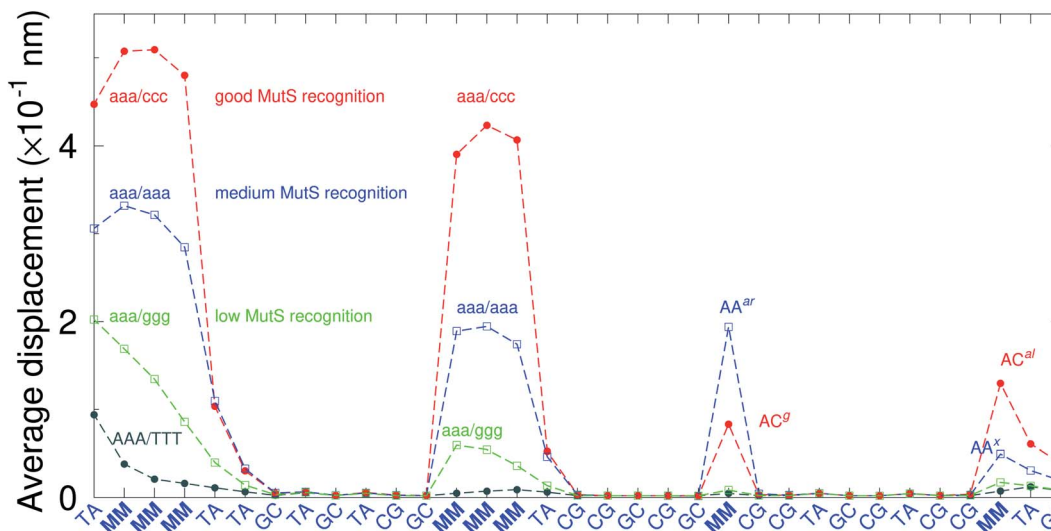 Average displacement (×10⁻¹ nm)
4
2
0
aaa/ccc good MutS recognition aaa/ccc
aaa/aaa medium MutS recognition
aaa/ggg low MutS recognition aaa/aaa AA^ar
AC^al
AC^g
AAA/TTT aaa/ggg AA^x
TA MM MM MM TA TA GC TA GC TA CG GC MM MM MM TA CG CG GC CG GC MM CG CG TA GC CG TA CG CG MM TA